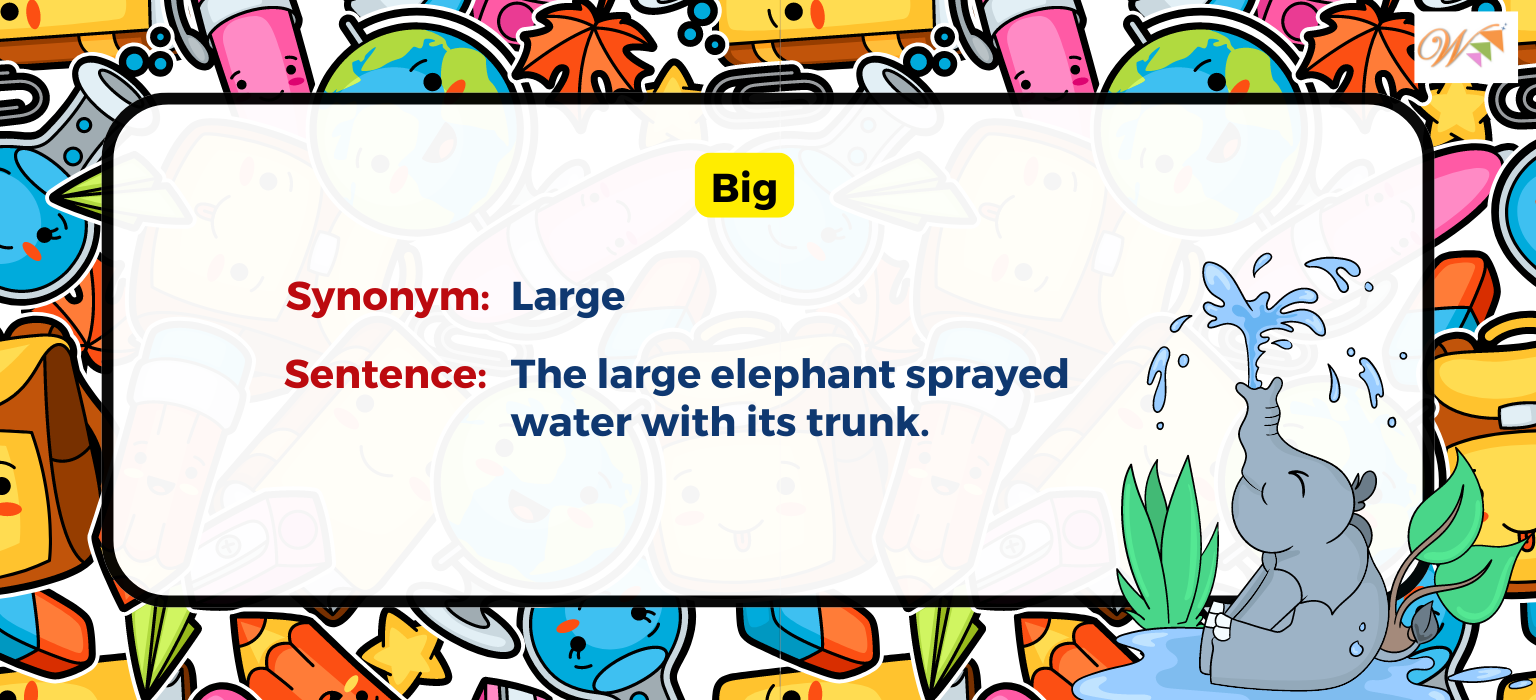 W
Big
Synonym: Large
Sentence: The large elephant sprayed
water with its trunk.